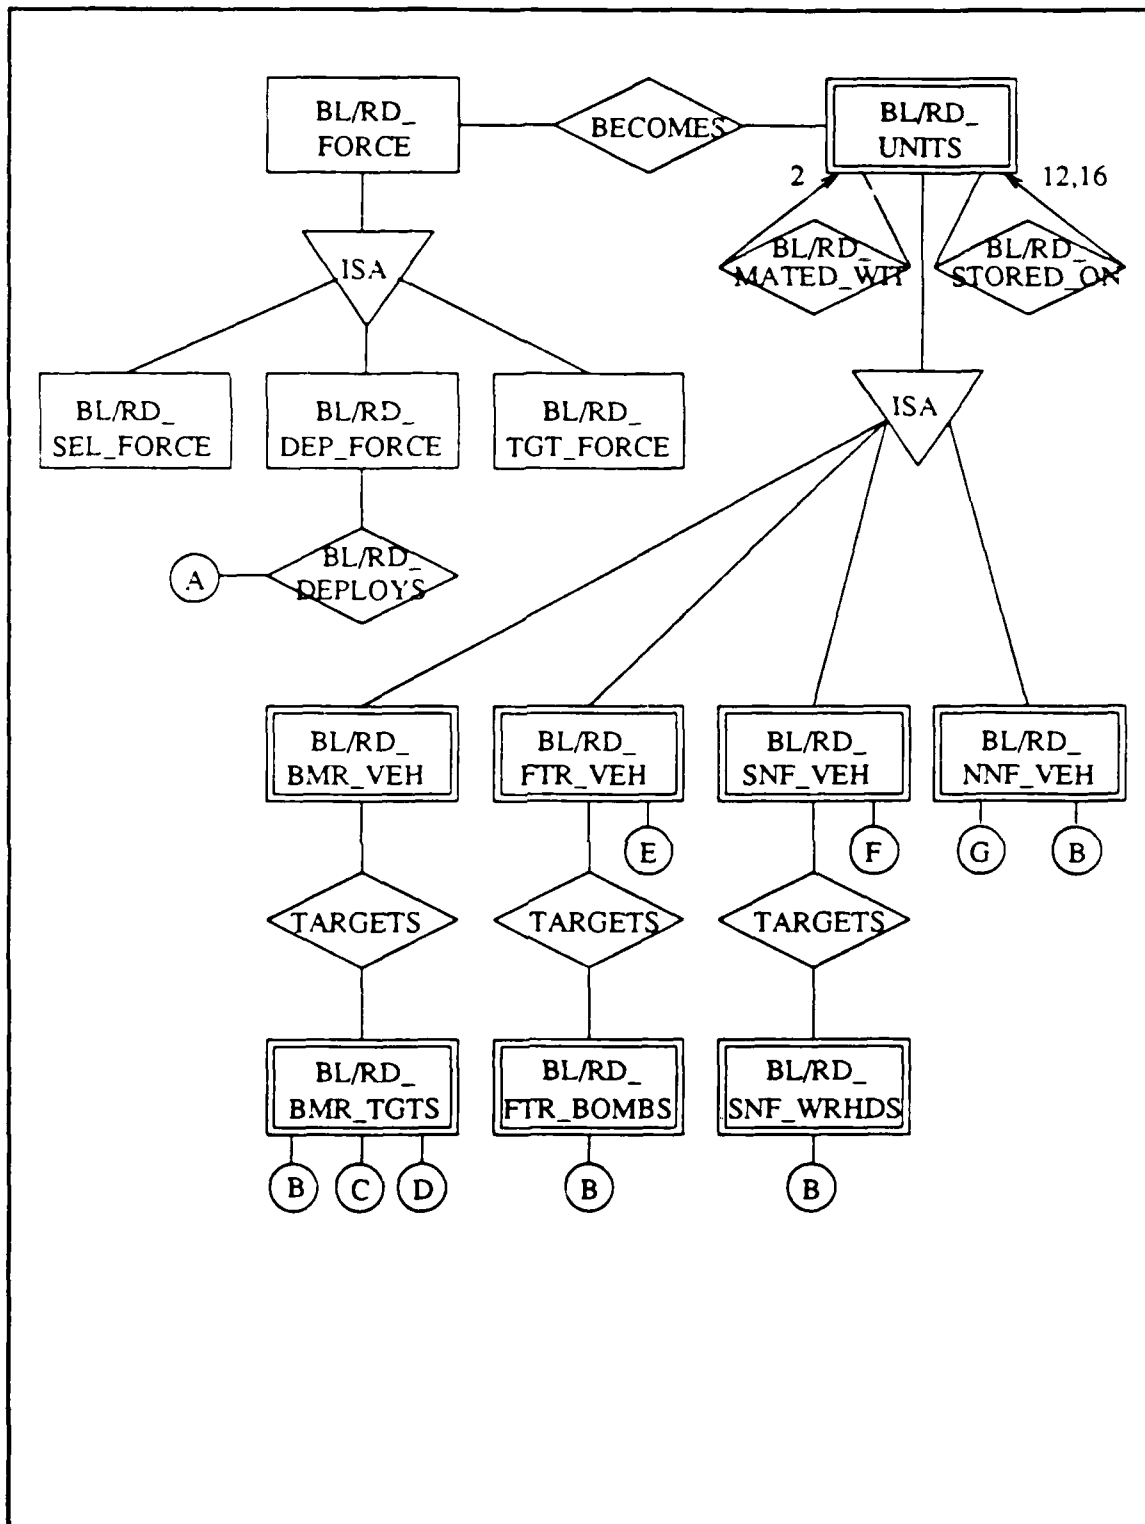 BL/RD_
FORCE
BECOMES
BL/RD_
UNITS
2
12,16
BL/RD_
MATED_WIT
BL/RD_
STORED_ON
ISA
BL/RD_
SEL_FORCE
BL/RD_
DEP_FORCE
BL/RD_
TGT_FORCE
ISA
A
BL/RD_
DEPLOYS
BL/RD_
BMR_VEH
BL/RD_
FTR_VEH
BL/RD_
SNF_VEH
BL/RD_
NNF_VEH
E
F
G
B
TARGETS
TARGETS
TARGETS
BL/RD_
BMR_TGTS
BL/RD_
FTR_BOMBS
BL/RD_
SNF_WRHDS
B
C
D
B
B